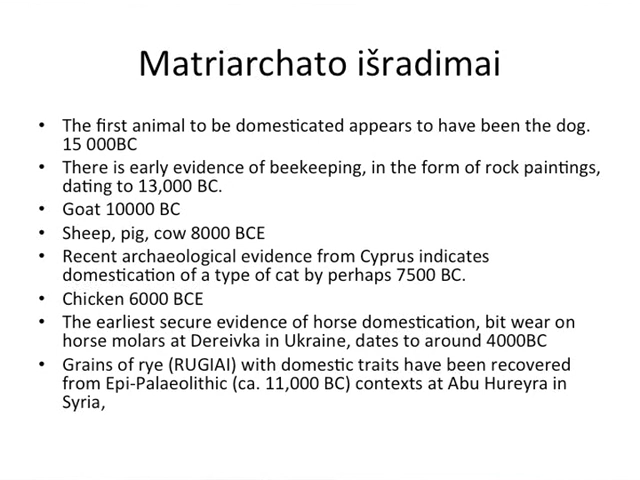 Matriarchato išradimai
• The first animal to be domesticated appears to have been the dog.
15 000BC
• There is early evidence of beekeeping, in the form of rock paintings,
dating to 13,000 BC.
• Goat 10000 BC
• Sheep, pig, cow 8000 BCE
• Recent archaeological evidence from Cyprus indicates
domestication of a type of cat by perhaps 7500 BC.
• Chicken 6000 BCE
• The earliest secure evidence of horse domestication, bit wear on
horse molars at Dereivka in Ukraine, dates to around 4000BC
• Grains of rye (RUGIAI) with domestic traits have been recovered
from Epi-Palaeolithic (ca. 11,000 BC) contexts at Abu Hureyra in
Syria,